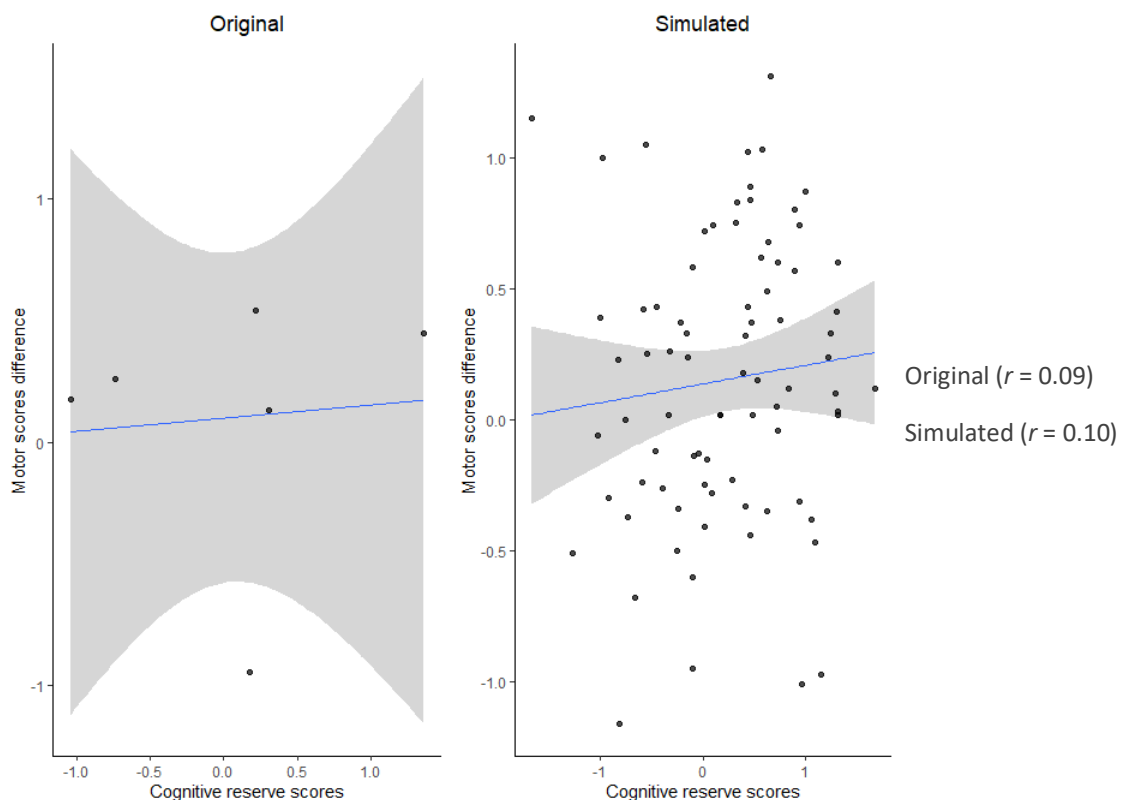 Original
Motor scores difference
1
0
-1
-1.0
-0.5
0.0
0.5
1.0
Cognitive reserve scores
Simulated
Motor scores difference
1.0
0.5
0.0
-0.5
-1.0
-1
0
1
Cognitive reserve scores
Original (r = 0.09)
Simulated (r = 0.10)